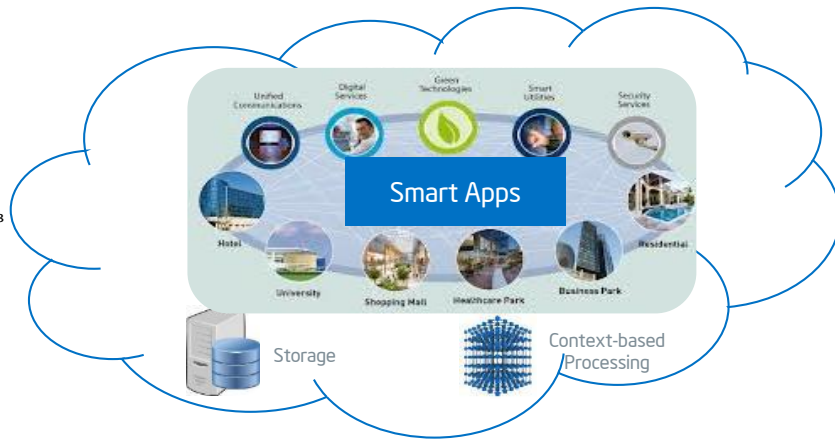 Unified
Communications
Digital
Services
Green
Technologies
Smart
Utilities
Security
Services
Smart Apps
Hotel
University
Shopping Mall
Healthcare Park
Business Park
Residential
Storage
Context-based
Processing